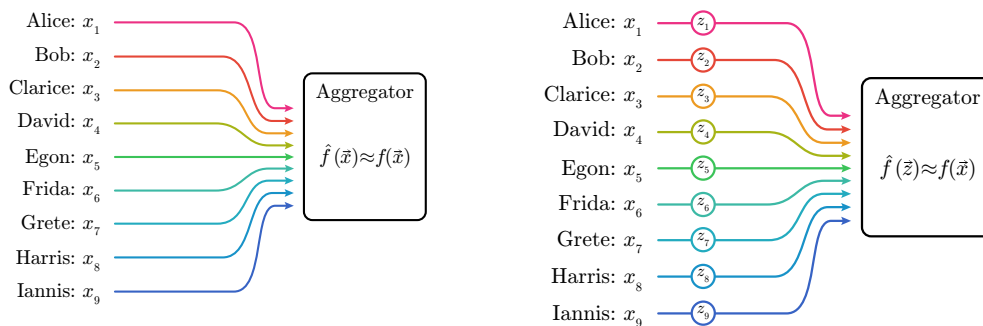 Alice: x₁
Bob: x₂
Clarice: x₃
David: x₄
Egon: x₅
Frida: x₆
Grete: x₇
Harris: x₈
Iannis: x₉
Aggregator
f̂(x⃗)≈f(x⃗)
Alice: x₁ z₁
Bob: x₂ z₂
Clarice: x₃ z₃
David: x₄ z₄
Egon: x₅ z₅
Frida: x₆ z₆
Grete: x₇ z₇
Harris: x₈ z₈
Iannis: x₉ z₉
Aggregator
f̂(z⃗)≈f(x⃗)